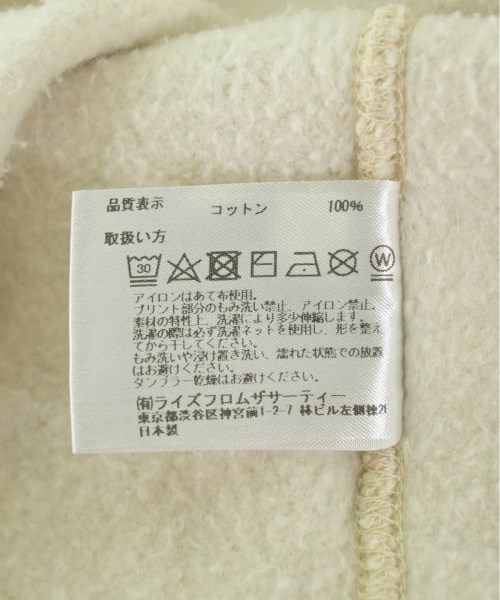 品質表示 コットン 100%
取扱い方
30 W
アイロンはあて布使用。
プリント部分のもみ洗い禁止、アイロン禁止。
素材の特性上、洗濯により多少伸縮します。
洗濯の際は必ず洗濯ネットを使用し、形を整え
てから干してください。
もみ洗いや浸け置き洗い、濡れた状態での放置
はお避けください。
タンブラー乾燥はお避けください。
(有)ライズフロムザサーティー
東京都渋谷区神宮前1-2-7 林ビル左側棟2F
日本製